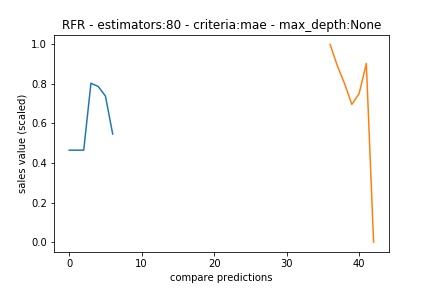 RFR - estimators:80 - criteria:mae - max_depth:None
1.0
0.8
0.6
0.4
0.2
0.0
sales value (scaled)
0 10 20 30 40
compare predictions